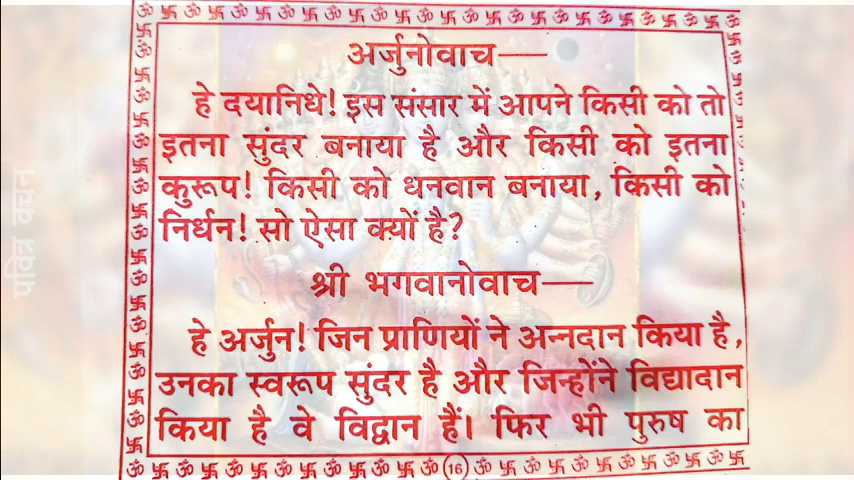 अर्जुनोवाच—
हे दयानिधे! इस संसार में आपने किसी को तो
इतना सुंदर बनाया है और किसी को इतना
कुरूप! किसी को धनवान बनाया, किसी को
निर्धन! सो ऐसा क्यों है?
श्री भगवानोवाच—
हे अर्जुन! जिन प्राणियों ने अन्नदान किया है,
उनका स्वरूप सुंदर है और जिन्होंने विद्यादान
किया है वे विद्वान हैं। फिर भी पुरुष का
16
पवित्र वचन